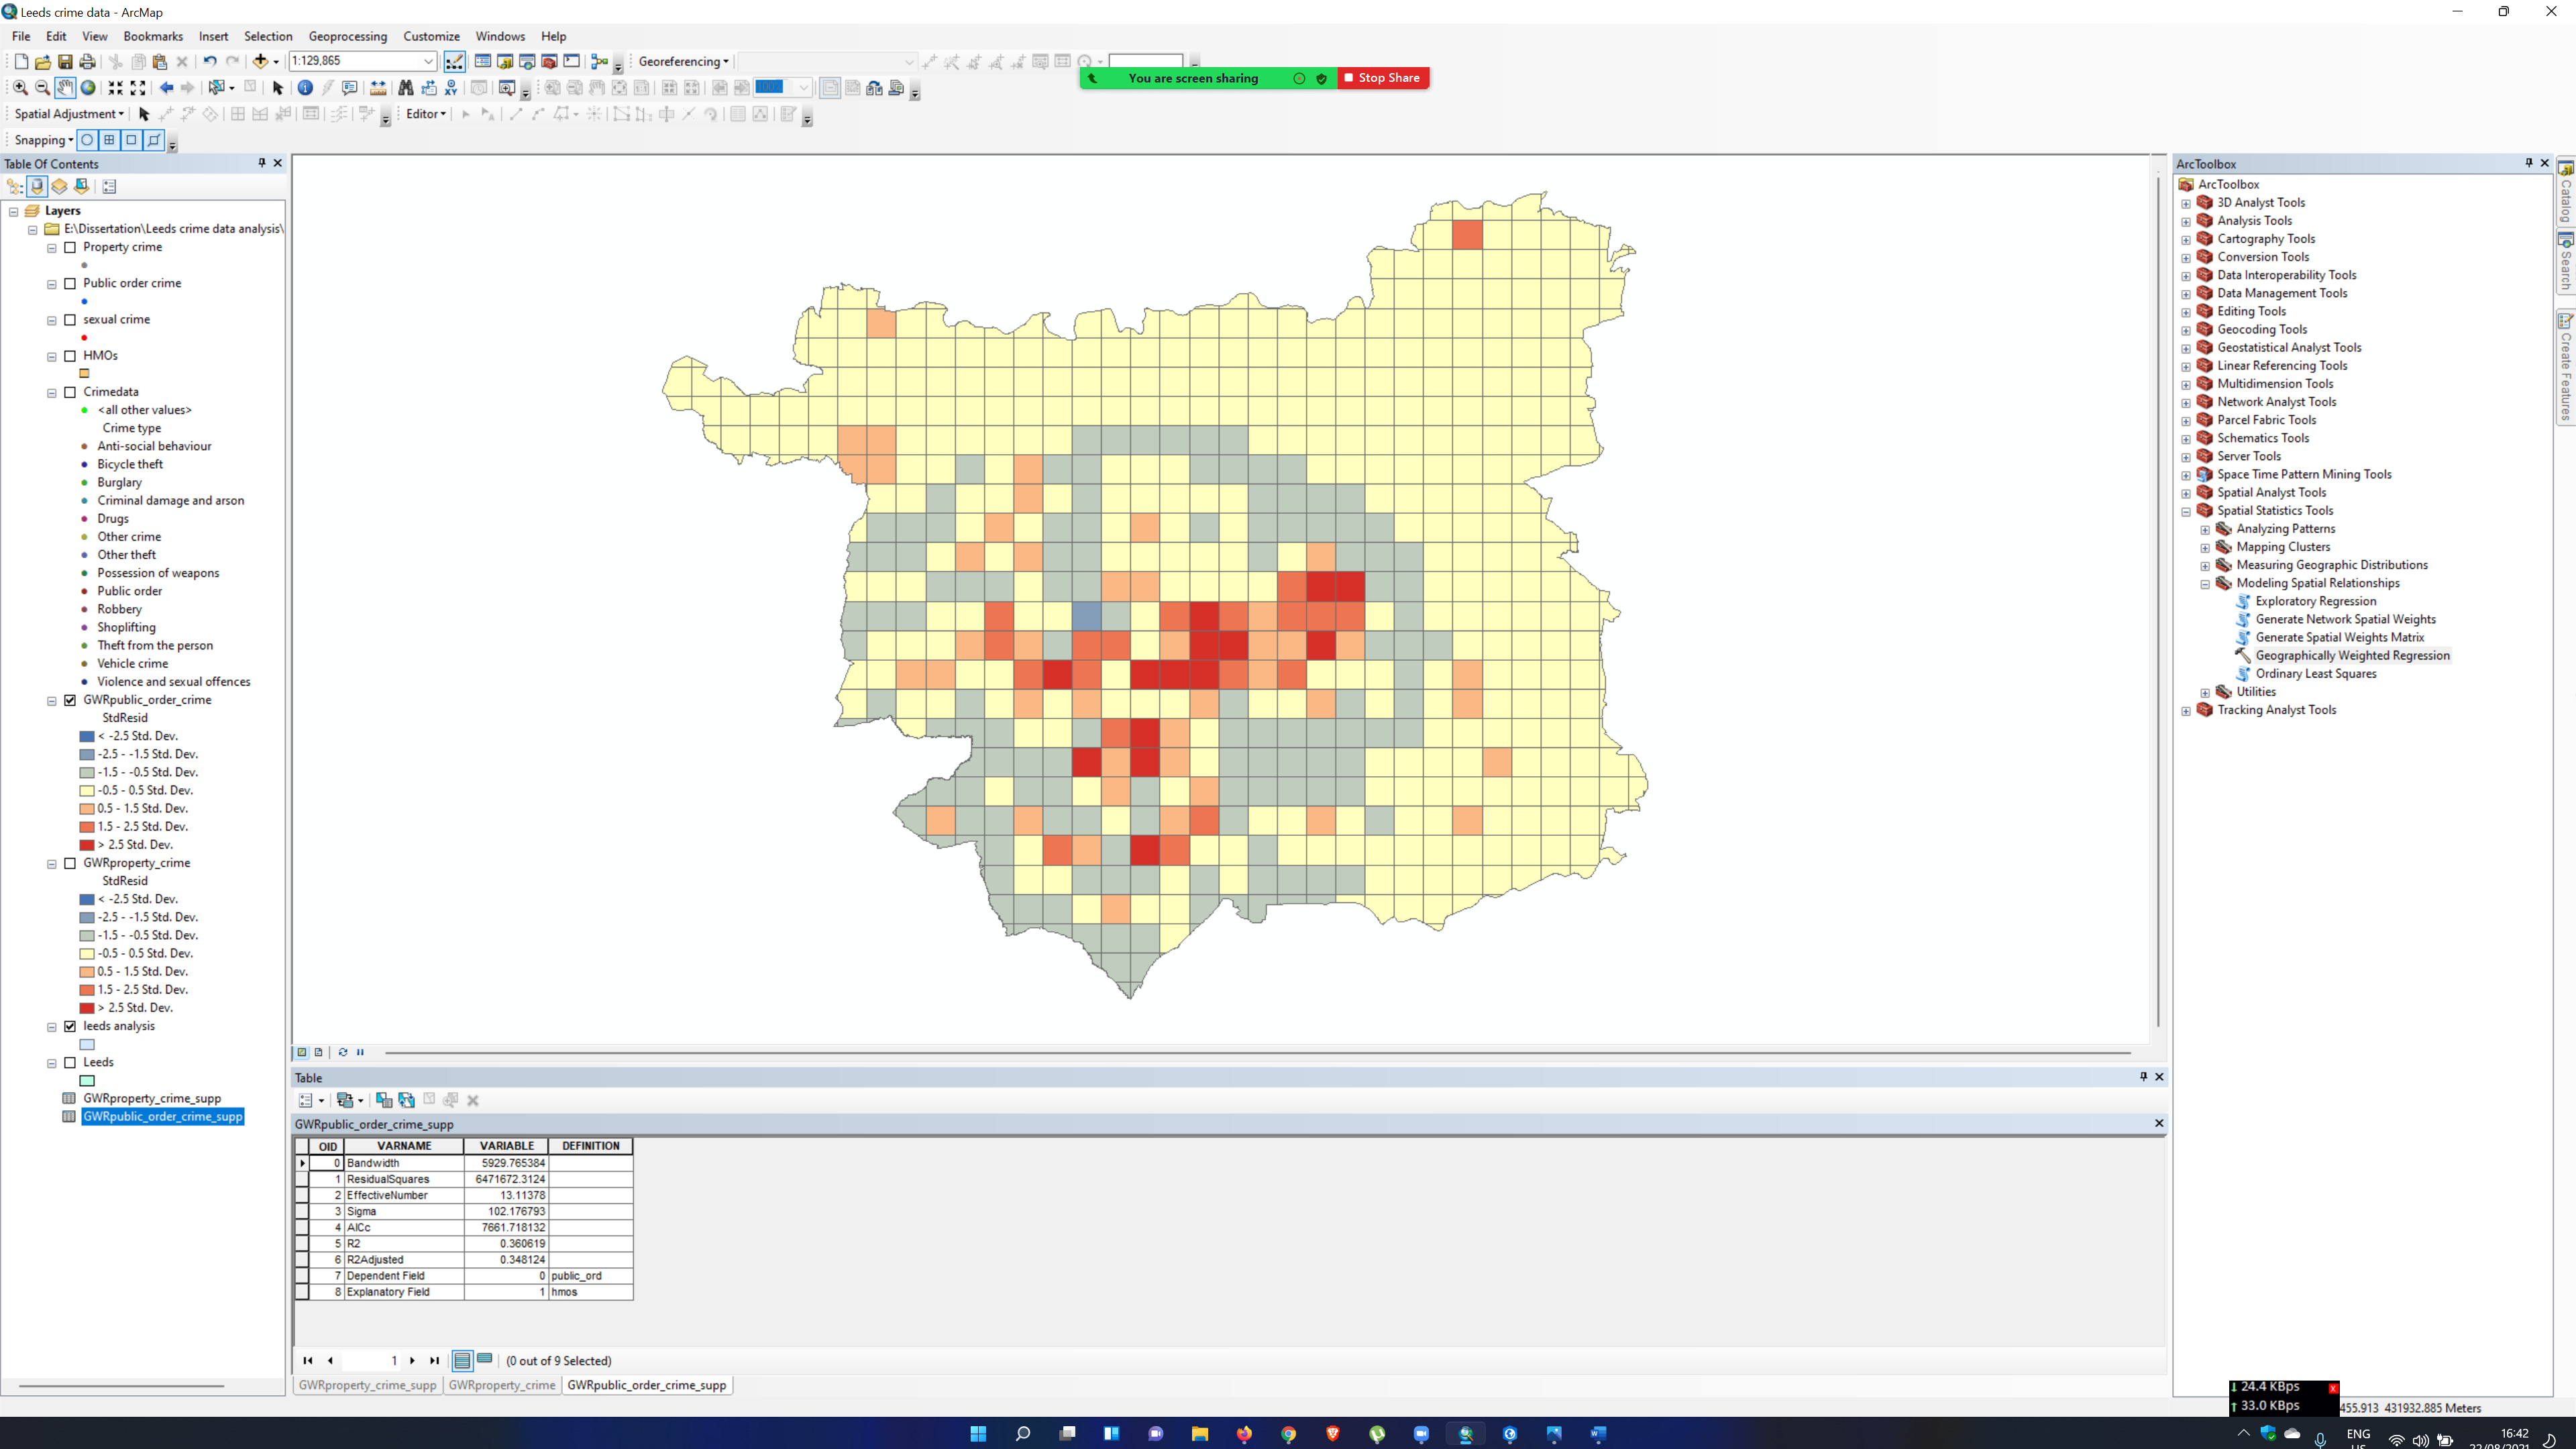 Leeds crime data - ArcMap
File Edit View Bookmarks Insert Selection Geoprocessing Customize Windows Help
1:129,865 Georeferencing
You are screen sharing Stop Share
Spatial Adjustment Editor
Snapping
Table Of Contents
Layers
E:\Dissertation\Leeds crime data analysis\
Property crime
Public order crime
sexual crime
HMOs
Crimedata
<all other values>
Crime type
Anti-social behaviour
Bicycle theft
Burglary
Criminal damage and arson
Drugs
Other crime
Other theft
Possession of weapons
Public order
Robbery
Shoplifting
Theft from the person
Vehicle crime
Violence and sexual offences
GWRpublic_order_crime
StdResid
< -2.5 Std. Dev.
-2.5 - -1.5 Std. Dev.
-1.5 - -0.5 Std. Dev.
-0.5 - 0.5 Std. Dev.
0.5 - 1.5 Std. Dev.
1.5 - 2.5 Std. Dev.
> 2.5 Std. Dev.
GWRproperty_crime
StdResid
< -2.5 Std. Dev.
-2.5 - -1.5 Std. Dev.
-1.5 - -0.5 Std. Dev.
-0.5 - 0.5 Std. Dev.
0.5 - 1.5 Std. Dev.
1.5 - 2.5 Std. Dev.
> 2.5 Std. Dev.
leeds analysis
Leeds
GWRproperty_crime_supp
GWRpublic_order_crime_supp
Table
GWRpublic_order_crime_supp
OID VARNAME VARIABLE DEFINITION
0 Bandwidth 5929.765384
1 ResidualSquares 6471672.3124
2 EffectiveNumber 13.11378
3 Sigma 102.176793
4 AICc 7661.718132
5 R2 0.360619
6 R2Adjusted 0.348124
7 Dependent Field 0 public_ord
8 Explanatory Field 1 hmos
1 (0 out of 9 Selected)
GWRproperty_crime_supp GWRproperty_crime GWRpublic_order_crime_supp
ArcToolbox
ArcToolbox
3D Analyst Tools
Analysis Tools
Cartography Tools
Conversion Tools
Data Interoperability Tools
Data Management Tools
Editing Tools
Geocoding Tools
Geostatistical Analyst Tools
Linear Referencing Tools
Multidimension Tools
Network Analyst Tools
Parcel Fabric Tools
Schematics Tools
Server Tools
Space Time Pattern Mining Tools
Spatial Analyst Tools
Spatial Statistics Tools
Analyzing Patterns
Mapping Clusters
Measuring Geographic Distributions
Modeling Spatial Relationships
Exploratory Regression
Generate Network Spatial Weights
Generate Spatial Weights Matrix
Geographically Weighted Regression
Ordinary Least Squares
Utilities
Tracking Analyst Tools
Catalog
Search
Create Features
24.4 KBps
33.0 KBps
455.913 431932.885 Meters
ENG
16:42